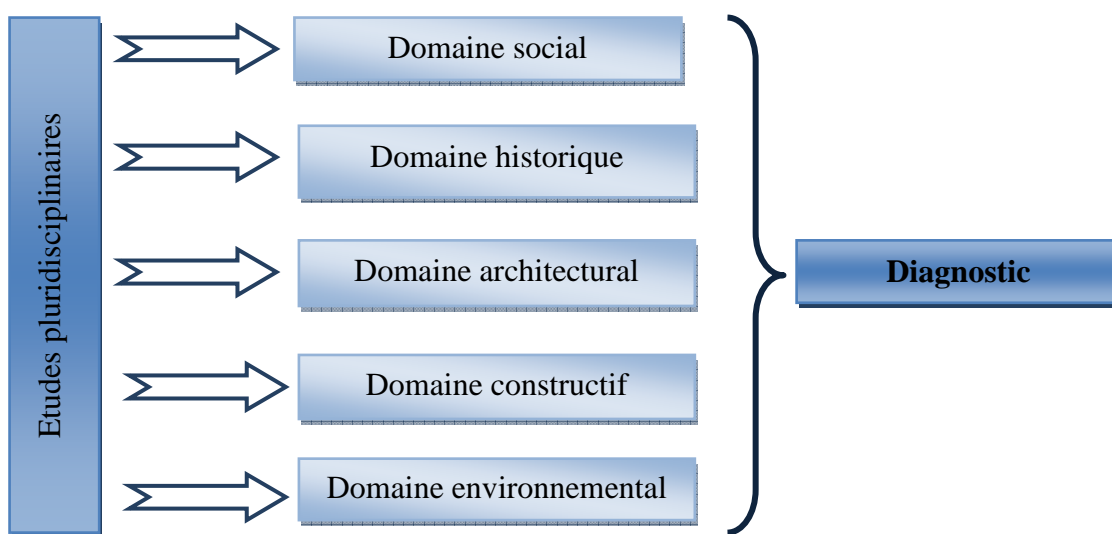 Etudes pluridisciplinaires
Domaine social
Domaine historique
Domaine architectural
Domaine constructif
Domaine environnemental
Diagnostic